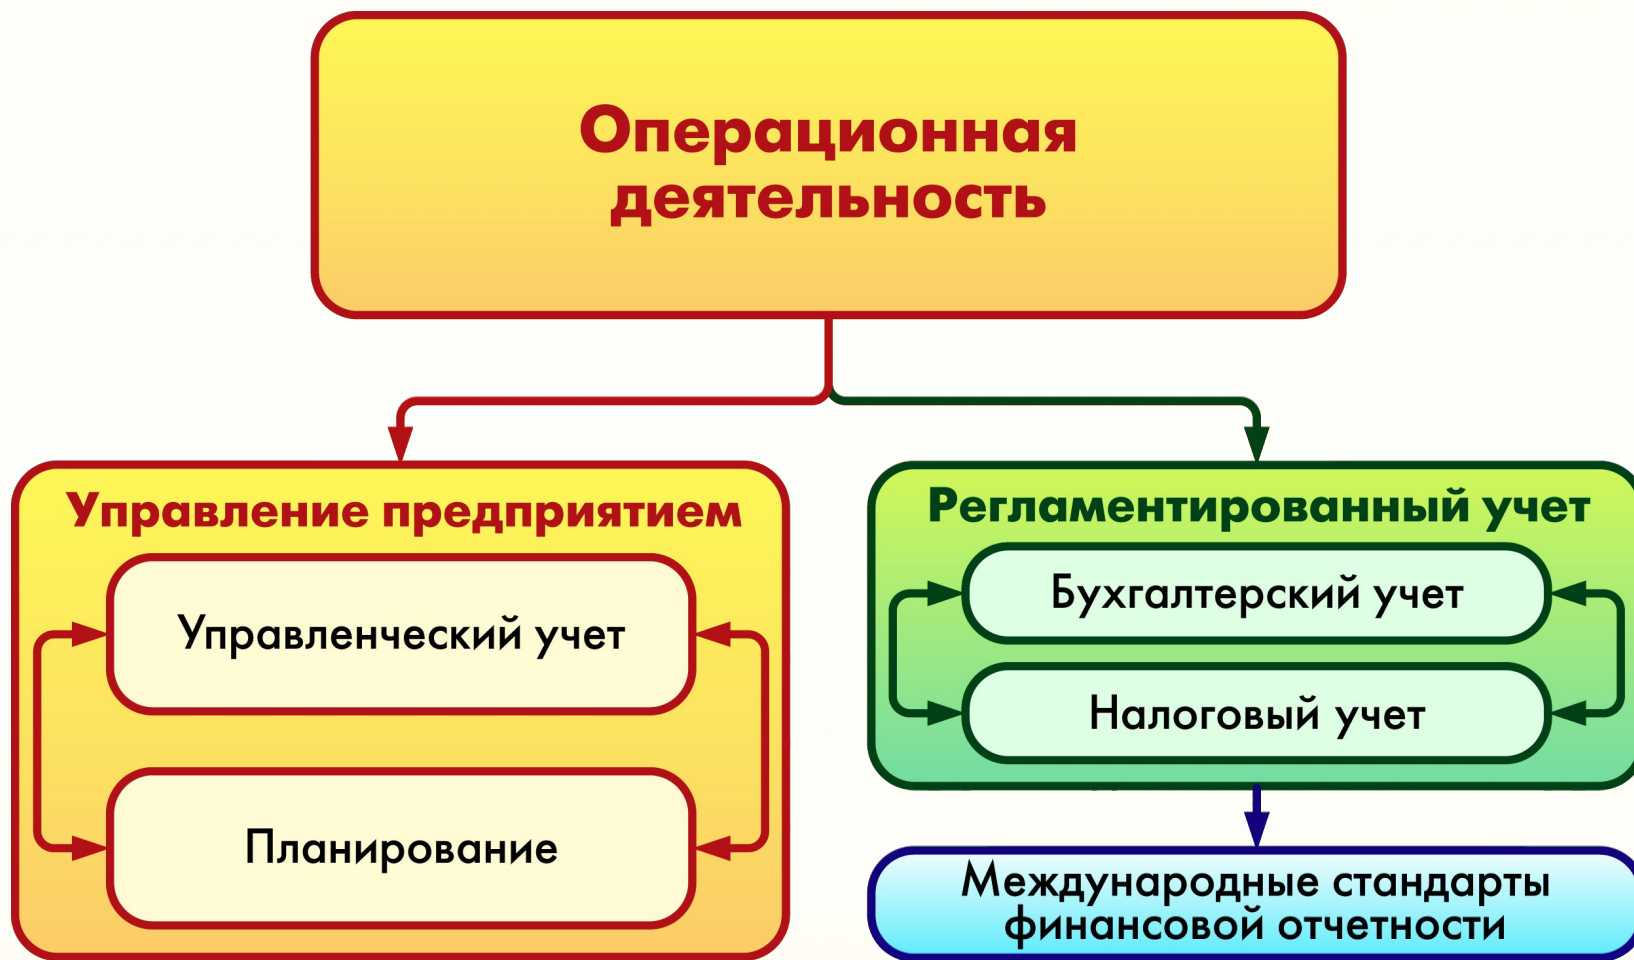 Операционная
деятельность
Управление предприятием
Управленческий учет
Планирование
Регламентированный учет
Бухгалтерский учет
Налоговый учет
Международные стандарты
финансовой отчетности